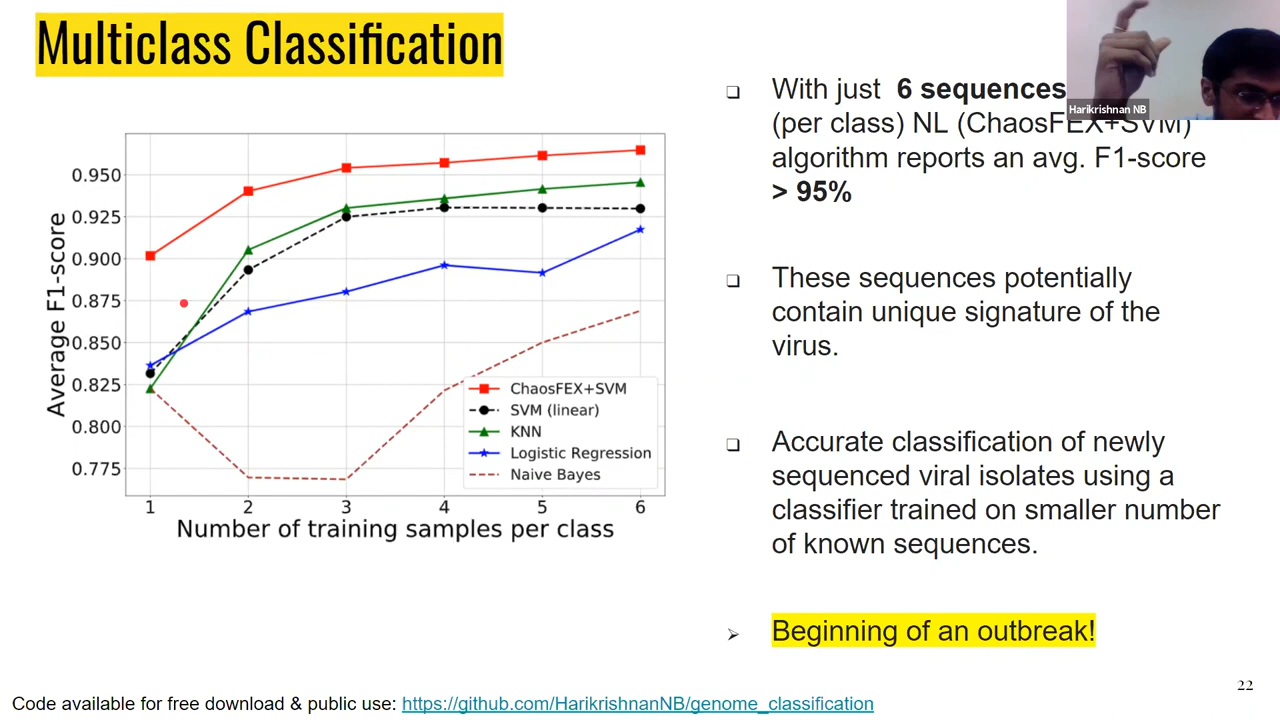 Multiclass Classification
Harikrishnan NB
❑ With just 6 sequences
(per class) NL (ChaosFEX+SVM)
algorithm reports an avg. F1-score
> 95%
❑ These sequences potentially
contain unique signature of the
virus.
❑ Accurate classification of newly
sequenced viral isolates using a
classifier trained on smaller number
of known sequences.
➢ Beginning of an outbreak!
Average F1-score
0.950
0.925
0.900
0.875
0.850
0.825
0.800
0.775
1 2 3 4 5 6
Number of training samples per class
ChaosFEX+SVM
SVM (linear)
KNN
Logistic Regression
Naive Bayes
22
Code available for free download & public use: https://github.com/HarikrishnanNB/genome_classification